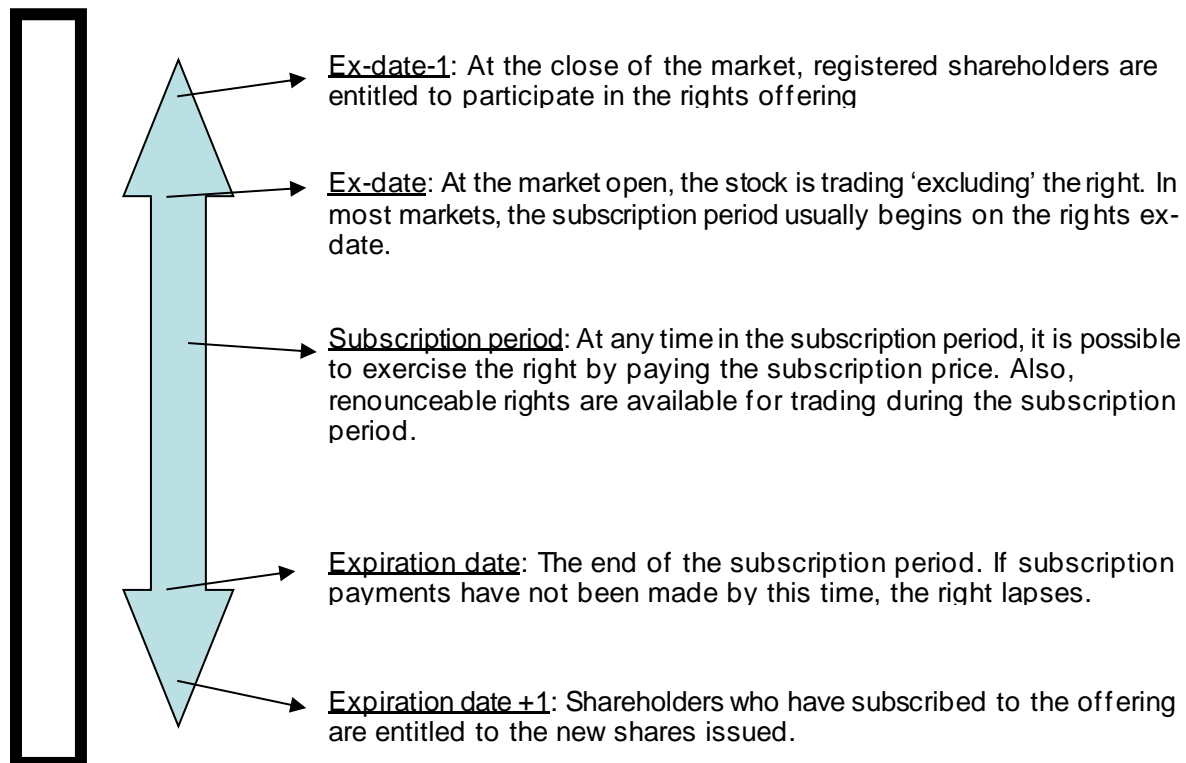 Ex-date-1: At the close of the market, registered shareholders are
entitled to participate in the rights offering
Ex-date: At the market open, the stock is trading ‘excluding’ the right. In
most markets, the subscription period usually begins on the rights ex-
date.
Subscription period: At any time in the subscription period, it is possible
to exercise the right by paying the subscription price. Also,
renounceable rights are available for trading during the subscription
period.
Expiration date: The end of the subscription period. If subscription
payments have not been made by this time, the right lapses.
Expiration date +1: Shareholders who have subscribed to the offering
are entitled to the new shares issued.